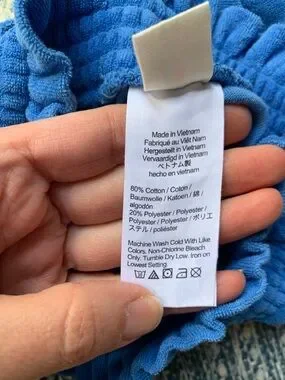 Made in Vietnam
Fabriqué au Viêt Nam
Hergestellt in Vietnam
Vervaardigd in Vietnam
ベトナム製
hecho en vietnam
80% Cotton / Coton /
Baumwolle / Katoen / 綿 /
algodón
20% Polyester / Polyester /
Polyester / Polyester / ポリエ
ステル / poliéster
Machine Wash Cold With Like
Colors, Non-Chlorine Bleach
Only, Tumble Dry Low. Iron on
Lowest Setting